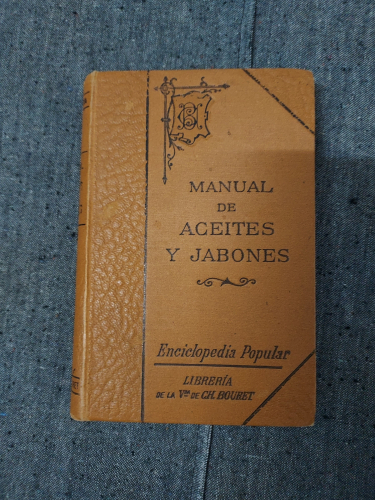 MANUAL
DE
ACEITES
Y JABONES
Enciclopedia Popular
LIBRERÍA
DE LA Vda DE CH. BOURET